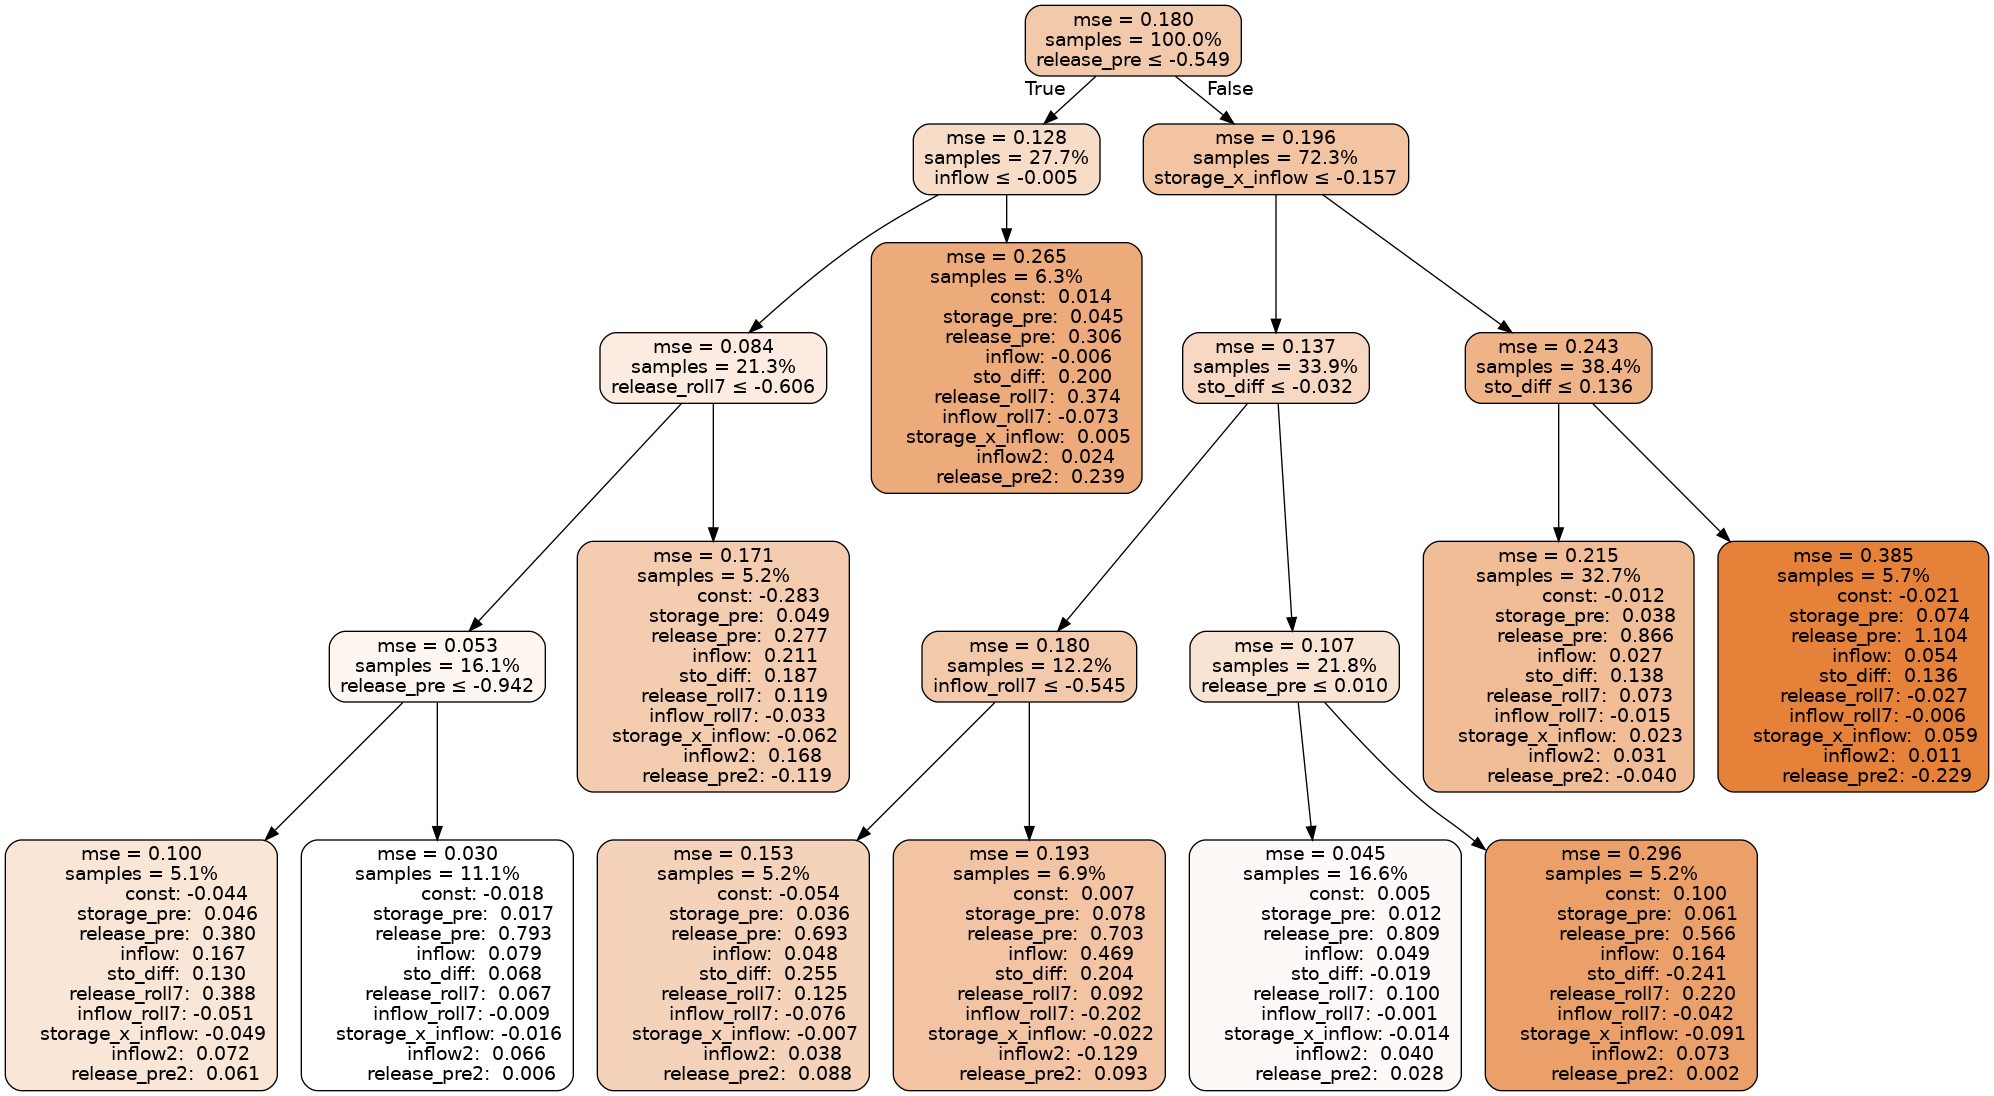 mse = 0.180
samples = 100.0%
release_pre ≤ -0.549
True
False
mse = 0.128
samples = 27.7%
inflow ≤ -0.005
mse = 0.196
samples = 72.3%
storage_x_inflow ≤ -0.157
mse = 0.265
samples = 6.3%
const: 0.014
storage_pre: 0.045
release_pre: 0.306
inflow: -0.006
sto_diff: 0.200
release_roll7: 0.374
inflow_roll7: -0.073
storage_x_inflow: 0.005
inflow2: 0.024
release_pre2: 0.239
mse = 0.084
samples = 21.3%
release_roll7 ≤ -0.606
mse = 0.137
samples = 33.9%
sto_diff ≤ -0.032
mse = 0.243
samples = 38.4%
sto_diff ≤ 0.136
mse = 0.053
samples = 16.1%
release_pre ≤ -0.942
mse = 0.171
samples = 5.2%
const: -0.283
storage_pre: 0.049
release_pre: 0.277
inflow: 0.211
sto_diff: 0.187
release_roll7: 0.119
inflow_roll7: -0.033
storage_x_inflow: -0.062
inflow2: 0.168
release_pre2: -0.119
mse = 0.180
samples = 12.2%
inflow_roll7 ≤ -0.545
mse = 0.107
samples = 21.8%
release_pre ≤ 0.010
mse = 0.215
samples = 32.7%
const: -0.012
storage_pre: 0.038
release_pre: 0.866
inflow: 0.027
sto_diff: 0.138
release_roll7: 0.073
inflow_roll7: -0.015
storage_x_inflow: 0.023
inflow2: 0.031
release_pre2: -0.040
mse = 0.385
samples = 5.7%
const: -0.021
storage_pre: 0.074
release_pre: 1.104
inflow: 0.054
sto_diff: 0.136
release_roll7: -0.027
inflow_roll7: -0.006
storage_x_inflow: 0.059
inflow2: 0.011
release_pre2: -0.229
mse = 0.100
samples = 5.1%
const: -0.044
storage_pre: 0.046
release_pre: 0.380
inflow: 0.167
sto_diff: 0.130
release_roll7: 0.388
inflow_roll7: -0.051
storage_x_inflow: -0.049
inflow2: 0.072
release_pre2: 0.061
mse = 0.030
samples = 11.1%
const: -0.018
storage_pre: 0.017
release_pre: 0.793
inflow: 0.079
sto_diff: 0.068
release_roll7: 0.067
inflow_roll7: -0.009
storage_x_inflow: -0.016
inflow2: 0.066
release_pre2: 0.006
mse = 0.153
samples = 5.2%
const: -0.054
storage_pre: 0.036
release_pre: 0.693
inflow: 0.048
sto_diff: 0.255
release_roll7: 0.125
inflow_roll7: -0.076
storage_x_inflow: -0.007
inflow2: 0.038
release_pre2: 0.088
mse = 0.193
samples = 6.9%
const: 0.007
storage_pre: 0.078
release_pre: 0.703
inflow: 0.469
sto_diff: 0.204
release_roll7: 0.092
inflow_roll7: -0.202
storage_x_inflow: -0.022
inflow2: -0.129
release_pre2: 0.093
mse = 0.045
samples = 16.6%
const: 0.005
storage_pre: 0.012
release_pre: 0.809
inflow: 0.049
sto_diff: -0.019
release_roll7: 0.100
inflow_roll7: -0.001
storage_x_inflow: -0.014
inflow2: 0.040
release_pre2: 0.028
mse = 0.296
samples = 5.2%
const: 0.100
storage_pre: 0.061
release_pre: 0.566
inflow: 0.164
sto_diff: -0.241
release_roll7: 0.220
inflow_roll7: -0.042
storage_x_inflow: -0.091
inflow2: 0.073
release_pre2: 0.002